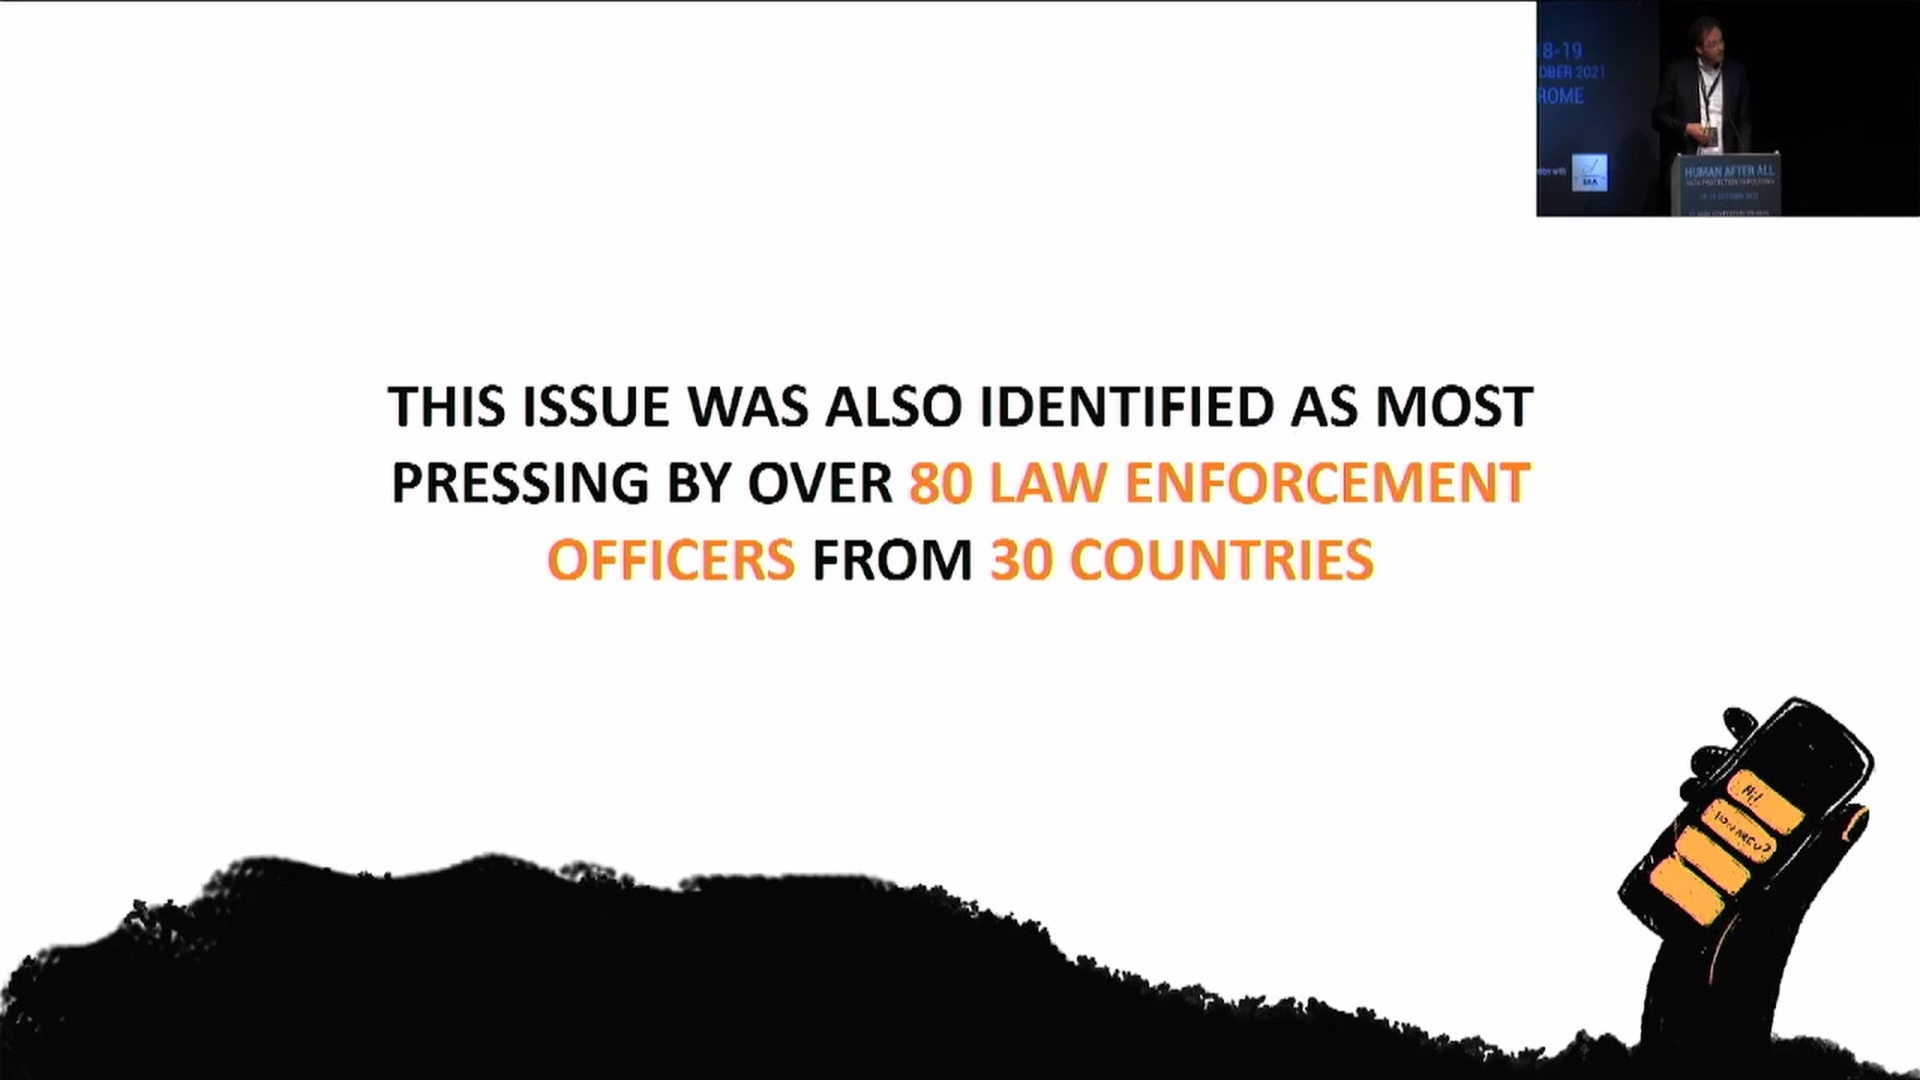 8-19
OBER 2021
ROME
HUMAN AFTER ALL
THIS ISSUE WAS ALSO IDENTIFIED AS MOST
PRESSING BY OVER 80 LAW ENFORCEMENT
OFFICERS FROM 30 COUNTRIES
Hi!